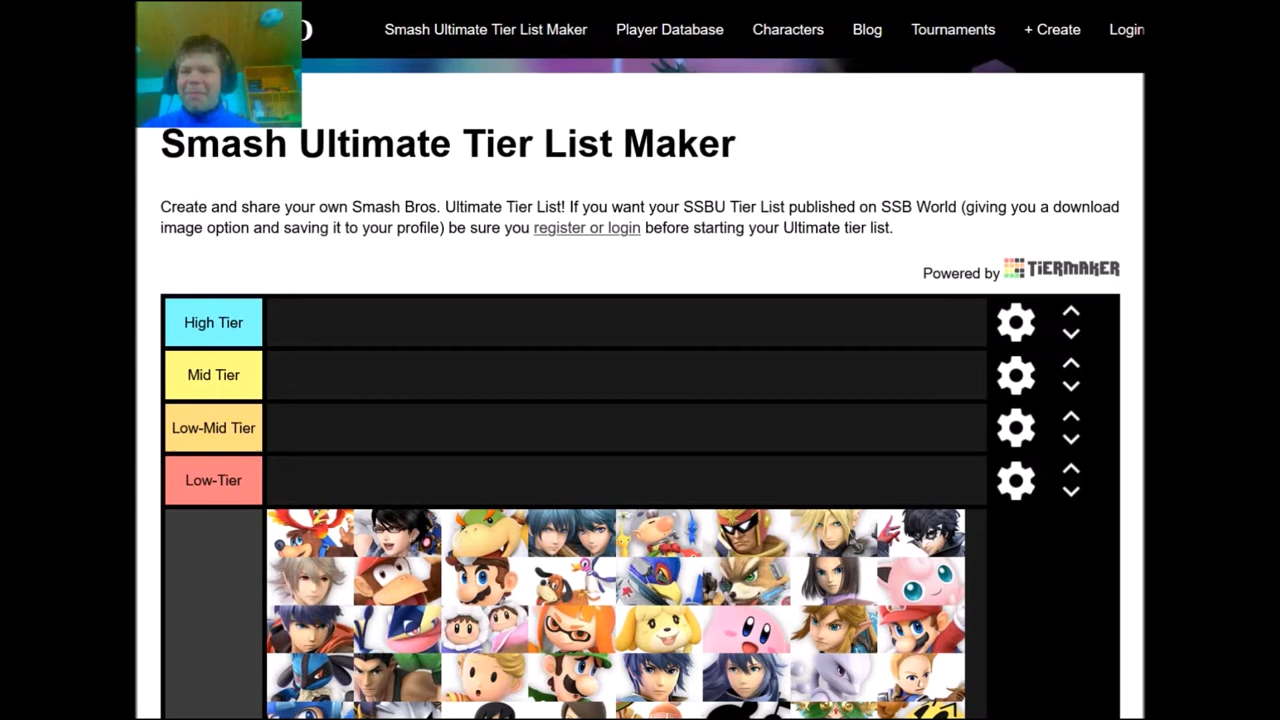 Smash Ultimate Tier List Maker Player Database Characters Blog Tournaments + Create Login
Smash Ultimate Tier List Maker
Create and share your own Smash Bros. Ultimate Tier List! If you want your SSBU Tier List published on SSB World (giving you a download
image option and saving it to your profile) be sure you register or login before starting your Ultimate tier list.
Powered by TiERMAKER
High Tier
Mid Tier
Low-Mid Tier
Low-Tier